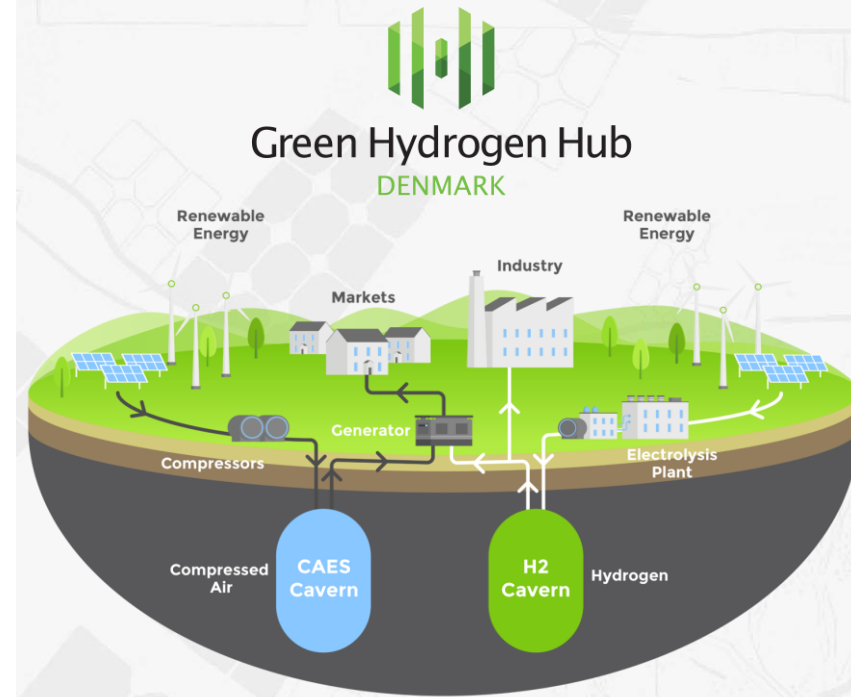 Green Hydrogen Hub
DENMARK
Renewable
Energy
Renewable
Energy
Industry
Markets
Generator
Compressors
Electrolysis
Plant
Compressed
Air
CAES
Cavern
H2
Cavern
Hydrogen